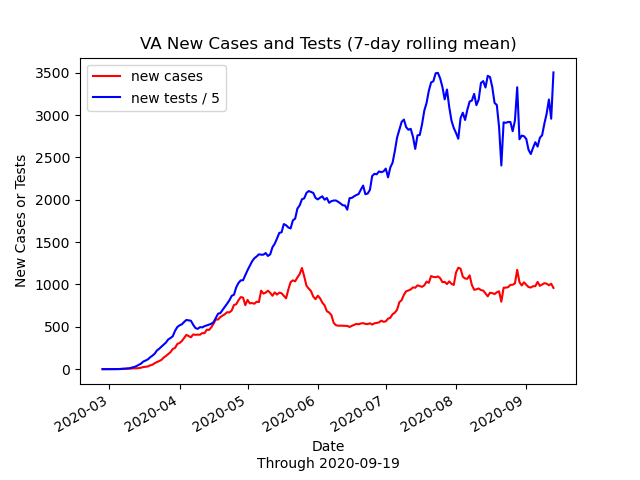 VA New Cases and Tests (7-day rolling mean)
new cases
new tests / 5
New Cases or Tests
3500
3000
2500
2000
1500
1000
500
0
2020-03
2020-04
2020-05
2020-06
2020-07
2020-08
2020-09
Date
Through 2020-09-19